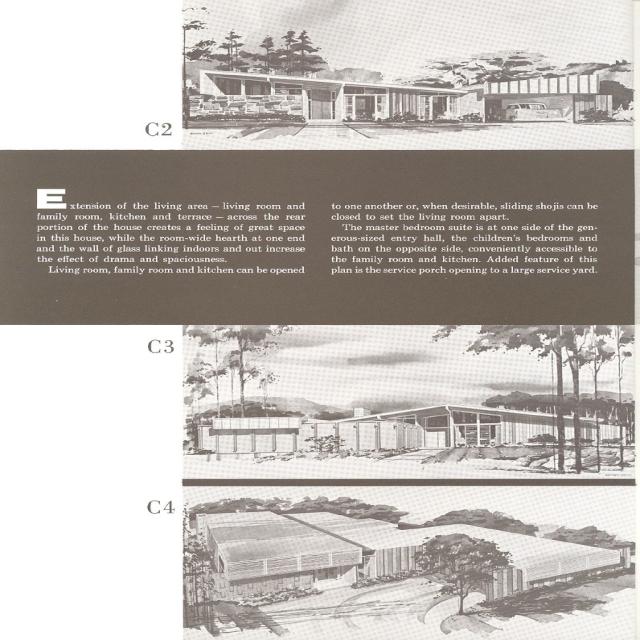 C2
Extension of the living area — living room and
family room, kitchen and terrace — across the rear
portion of the house creates a feeling of great space
in this house, while the room-wide hearth at one end
and the wall of glass linking indoors and out increase
the effect of drama and spaciousness.
Living room, family room and kitchen can be opened
to one another or, when desirable, sliding shojis can be
closed to set the living room apart.
The master bedroom suite is at one side of the gen-
erous-sized entry hall, the children's bedrooms and
bath on the opposite side, conveniently accessible to
the family room and kitchen. Added feature of this
plan is the service porch opening to a large service yard.
C3
C4